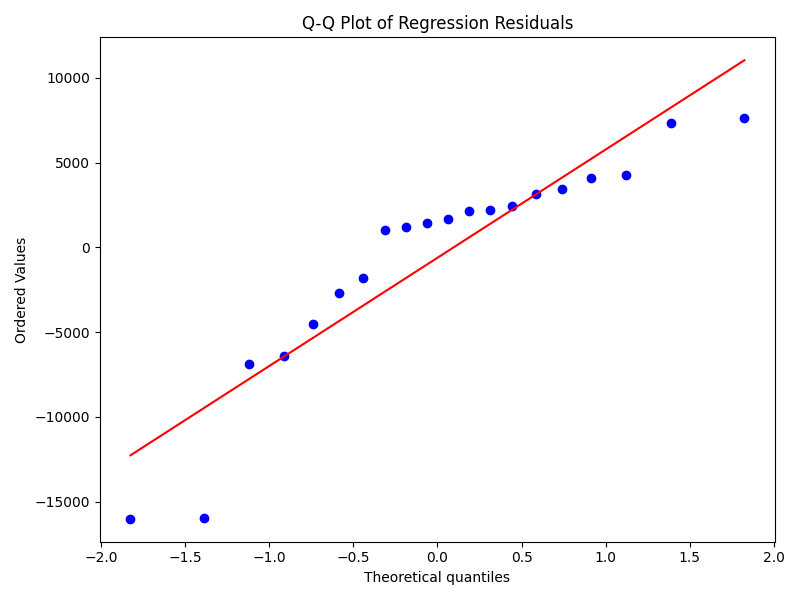 Q-Q Plot of Regression Residuals
10000
5000
0
−5000
−10000
−15000
Ordered Values
−2.0 −1.5 −1.0 −0.5 0.0 0.5 1.0 1.5 2.0
Theoretical quantiles